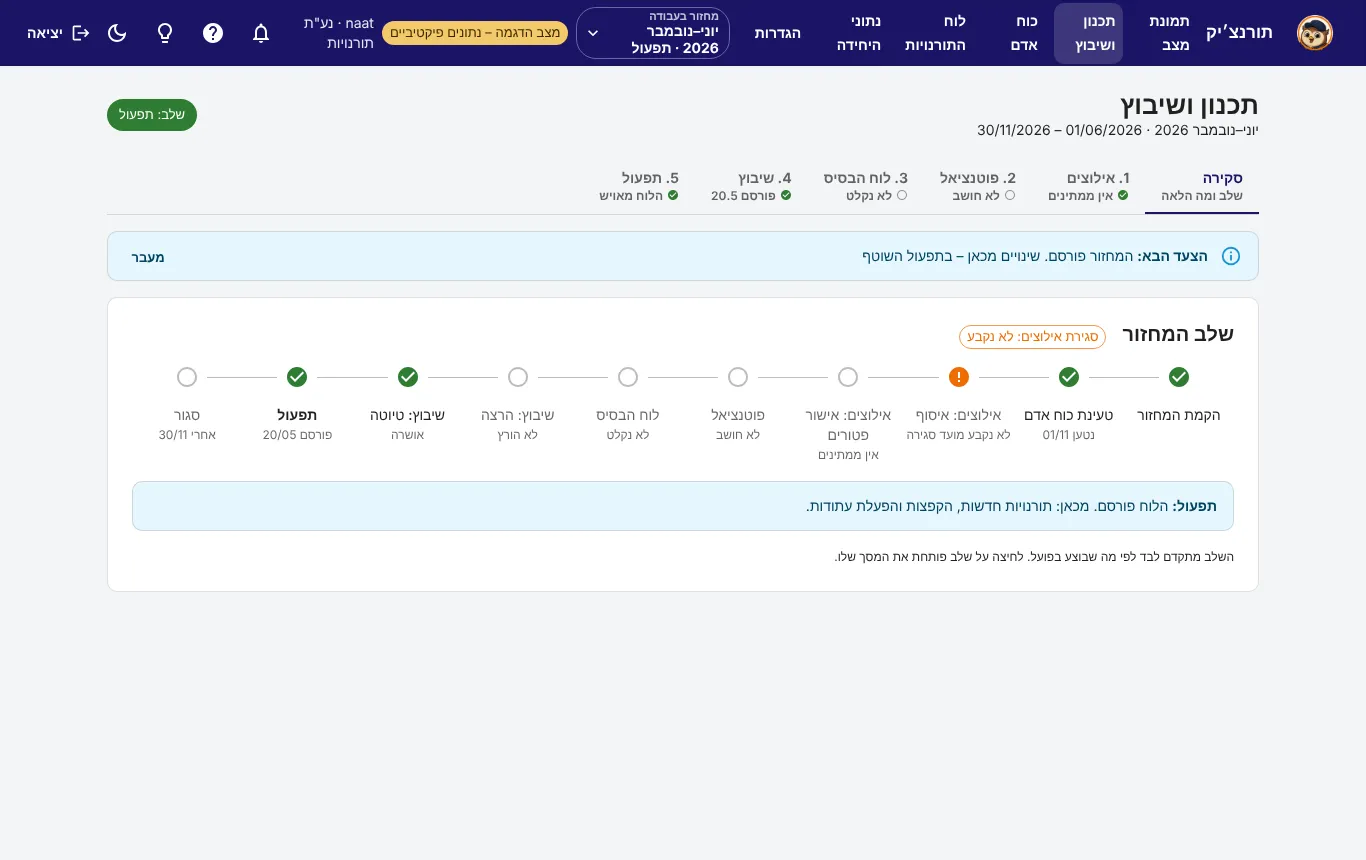 תורנצ׳יק
תמונת מצב
תכנון ושיבוץ
כוח אדם
לוח התורנויות
נתוני היחידה
הגדרות
מחזור בעבודה
יוני–נובמבר 2026 · תפעול
מצב הדגמה – נתונים פיקטיביים
naat · נע"ת תורנויות
יציאה
תכנון ושיבוץ
יוני–נובמבר 2026 · 01/06/2026 – 30/11/2026
שלב: תפעול
סקירה
שלב ומה הלאה
1. אילוצים
אין ממתינים
2. פוטנציאל
לא חושב
3. לוח הבסיס
לא נקלט
4. שיבוץ
פורסם 20.5
5. תפעול
הלוח מאויש
הצעד הבא: המחזור פורסם. שינויים מכאן – בתפעול השוטף
מעבר
שלב המחזור
סגירת אילוצים: לא נקבע
הקמת המחזור
טעינת כוח אדם
נטען 01/11
אילוצים: איסוף
לא נקבע מועד סגירה
אילוצים: אישור פטורים
אין ממתינים
פוטנציאל
לא חושב
לוח הבסיס
לא נקלט
שיבוץ: הרצה
לא הורץ
שיבוץ: טיוטה
אושרה
תפעול
פורסם 20/05
סגור
אחרי 30/11
תפעול: הלוח פורסם. מכאן: תורנויות חדשות, הקפצות והפעלת עתודות.
השלב מתקדם לבד לפי מה שבוצע בפועל. לחיצה על שלב פותחת את המסך שלו.